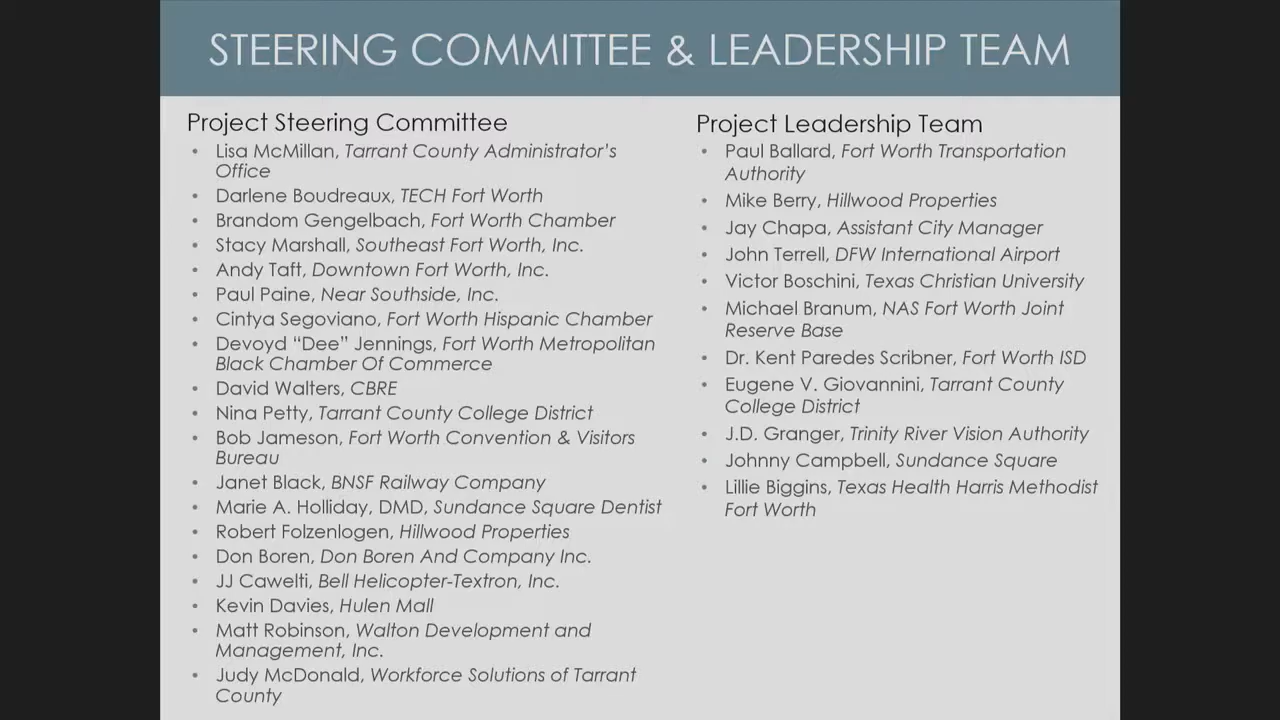 STEERING COMMITTEE & LEADERSHIP TEAM
Project Steering Committee
• Lisa McMillan, Tarrant County Administrator's
Office
• Darlene Boudreaux, TECH Fort Worth
• Brandom Gengelbach, Fort Worth Chamber
• Stacy Marshall, Southeast Fort Worth, Inc.
• Andy Taft, Downtown Fort Worth, Inc.
• Paul Paine, Near Southside, Inc.
• Cintya Segoviano, Fort Worth Hispanic Chamber
• Devoyd “Dee” Jennings, Fort Worth Metropolitan
Black Chamber Of Commerce
• David Walters, CBRE
• Nina Petty, Tarrant County College District
• Bob Jameson, Fort Worth Convention & Visitors
Bureau
• Janet Black, BNSF Railway Company
• Marie A. Holliday, DMD, Sundance Square Dentist
• Robert Folzenlogen, Hillwood Properties
• Don Boren, Don Boren And Company Inc.
• JJ Cawelti, Bell Helicopter-Textron, Inc.
• Kevin Davies, Hulen Mall
• Matt Robinson, Walton Development and
Management, Inc.
• Judy McDonald, Workforce Solutions of Tarrant
County
Project Leadership Team
• Paul Ballard, Fort Worth Transportation
Authority
• Mike Berry, Hillwood Properties
• Jay Chapa, Assistant City Manager
• John Terrell, DFW International Airport
• Victor Boschini, Texas Christian University
• Michael Branum, NAS Fort Worth Joint
Reserve Base
• Dr. Kent Paredes Scribner, Fort Worth ISD
• Eugene V. Giovannini, Tarrant County
College District
• J.D. Granger, Trinity River Vision Authority
• Johnny Campbell, Sundance Square
• Lillie Biggins, Texas Health Harris Methodist
Fort Worth